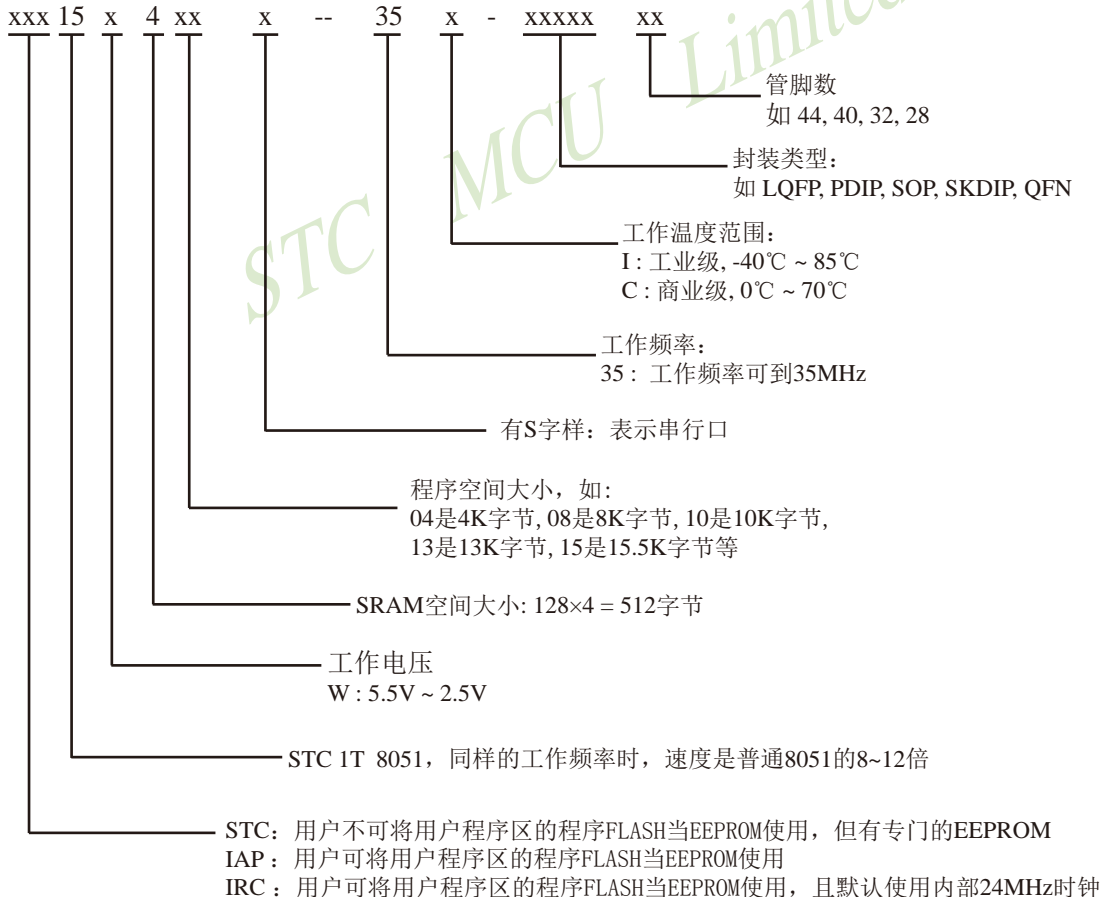 xxx 15 x 4 xx x -- 35 x - xxxxx xx
管脚数
如 44, 40, 32, 28
封装类型：
如 LQFP, PDIP, SOP, SKDIP, QFN
工作温度范围：
I : 工业级, -40℃ ~ 85℃
C : 商业级, 0℃ ~ 70℃
工作频率：
35 : 工作频率可到35MHz
有S字样：表示串行口
程序空间大小，如:
04是4K字节, 08是8K字节, 10是10K字节,
13是13K字节, 15是15.5K字节等
SRAM空间大小: 128×4 = 512字节
工作电压
W : 5.5V ~ 2.5V
STC 1T 8051，同样的工作频率时，速度是普通8051的8~12倍
STC：用户不可将用户程序区的程序FLASH当EEPROM使用，但有专门的EEPROM
IAP：用户可将用户程序区的程序FLASH当EEPROM使用
IRC：用户可将用户程序区的程序FLASH当EEPROM使用，且默认使用内部24MHz时钟
STC MCU Limited